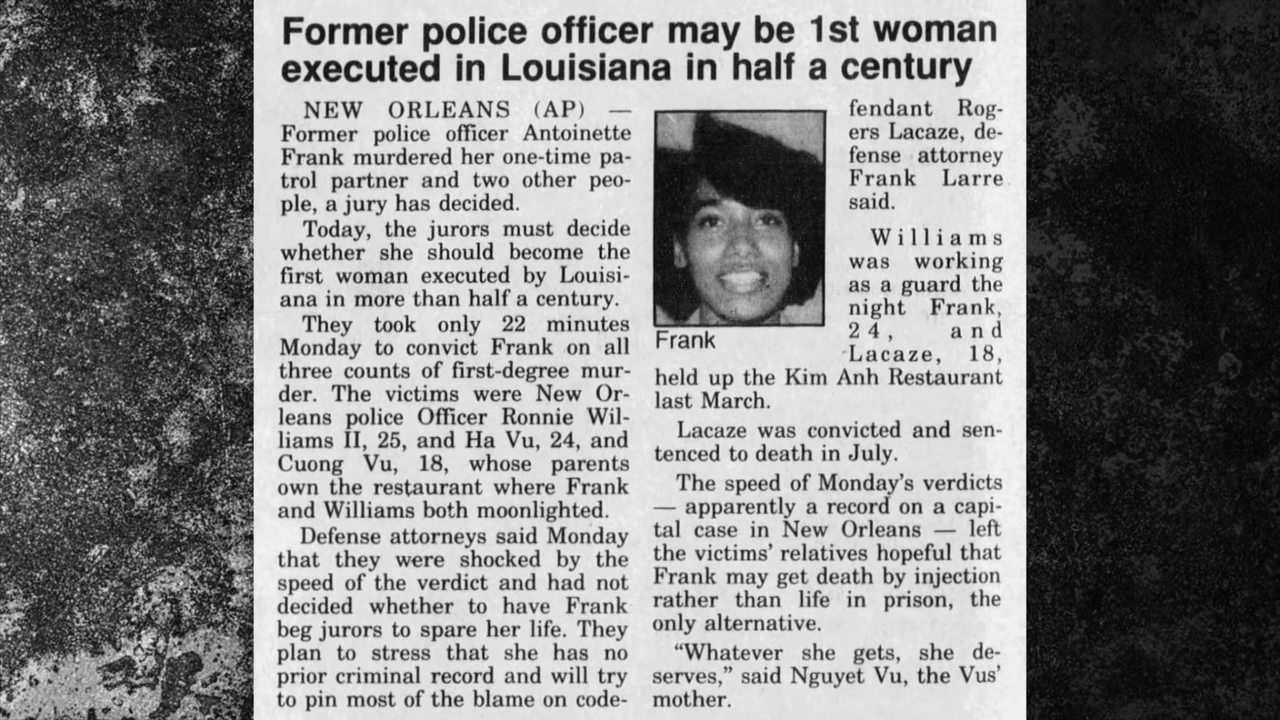 Former police officer may be 1st woman
executed in Louisiana in half a century
NEW ORLEANS (AP) —
Former police officer Antoinette
Frank murdered her one-time pa-
trol partner and two other peo-
ple, a jury has decided.
Today, the jurors must decide
whether she should become the
first woman executed by Louisi-
ana in more than half a century.
They took only 22 minutes
Monday to convict Frank on all
three counts of first-degree mur-
der. The victims were New Or-
leans police Officer Ronnie Wil-
liams II, 25, and Ha Vu, 24, and
Cuong Vu, 18, whose parents
own the restaurant where Frank
and Williams both moonlighted.
Defense attorneys said Monday
that they were shocked by the
speed of the verdict and had not
decided whether to have Frank
beg jurors to spare her life. They
plan to stress that she has no
prior criminal record and will try
to pin most of the blame on code-
Frank
fendant Rog-
ers Lacaze, de-
fense attorney
Frank Larre
said.
Williams
was working
as a guard the
night Frank,
24, and
Lacaze, 18,
held up the Kim Anh Restaurant
last March.
Lacaze was convicted and sen-
tenced to death in July.
The speed of Monday's verdicts
— apparently a record on a capi-
tal case in New Orleans — left
the victims' relatives hopeful that
Frank may get death by injection
rather than life in prison, the
only alternative.
"Whatever she gets, she de-
serves," said Nguyet Vu, the Vus'
mother.